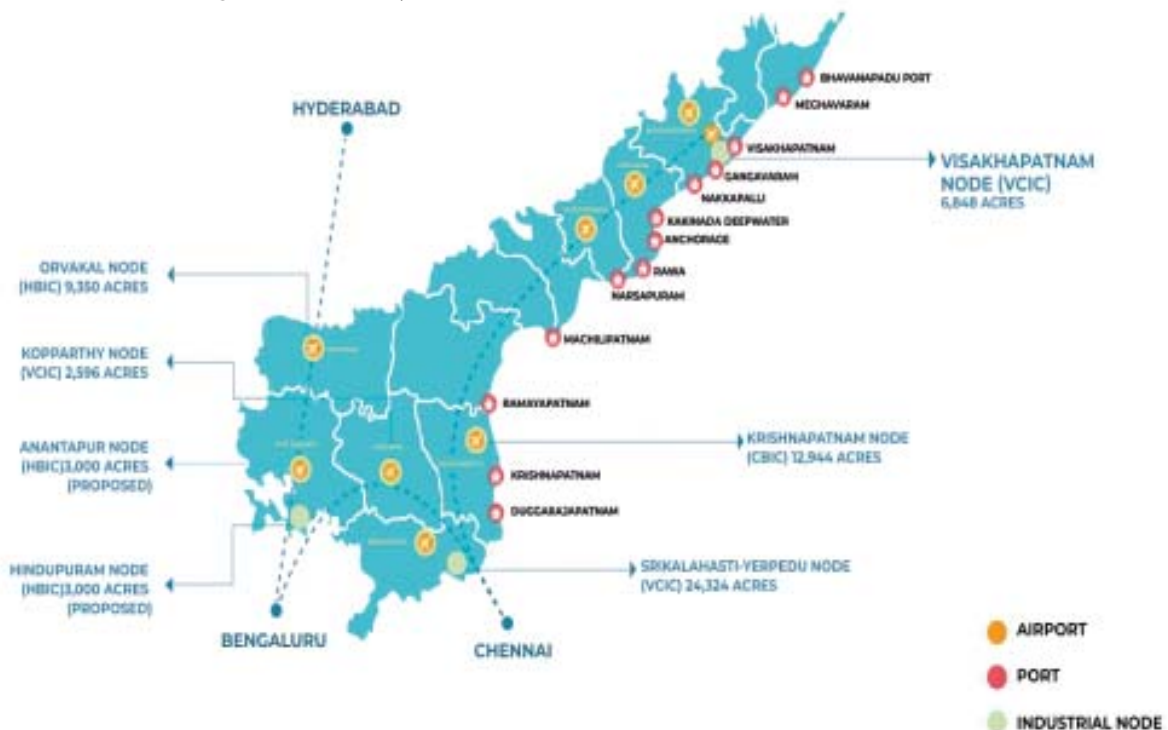 HYDERABAD
BHAVANAPADU PORT
MEGHAVARAM
VISAKHAPATNAM
GANGAVARAM
NAKKAPALLI
KAKINADA DEEPWATER
ANCHORAGE
RAWA
NARSAPURAM
MACHILIPATNAM
RAMAYAPATNAM
KRISHNAPATNAM
DUGGARAJAPATNAM
VISAKHAPATNAM
NODE (VCIC)
6,848 ACRES
ORVAKAL NODE
(HBIC) 9,350 ACRES
KOPPARTHY NODE
(VCIC) 2,596 ACRES
ANANTAPUR NODE
(HBIC)3,000 ACRES
(PROPOSED)
HINDUPURAM NODE
(HBIC)3,000 ACRES
(PROPOSED)
KRISHNAPATNAM NODE
(CBIC) 12,944 ACRES
SRIKALAHASTI-YERPEDU NODE
(VCIC) 24,324 ACRES
BENGALURU
CHENNAI
AIRPORT
PORT
INDUSTRIAL NODE